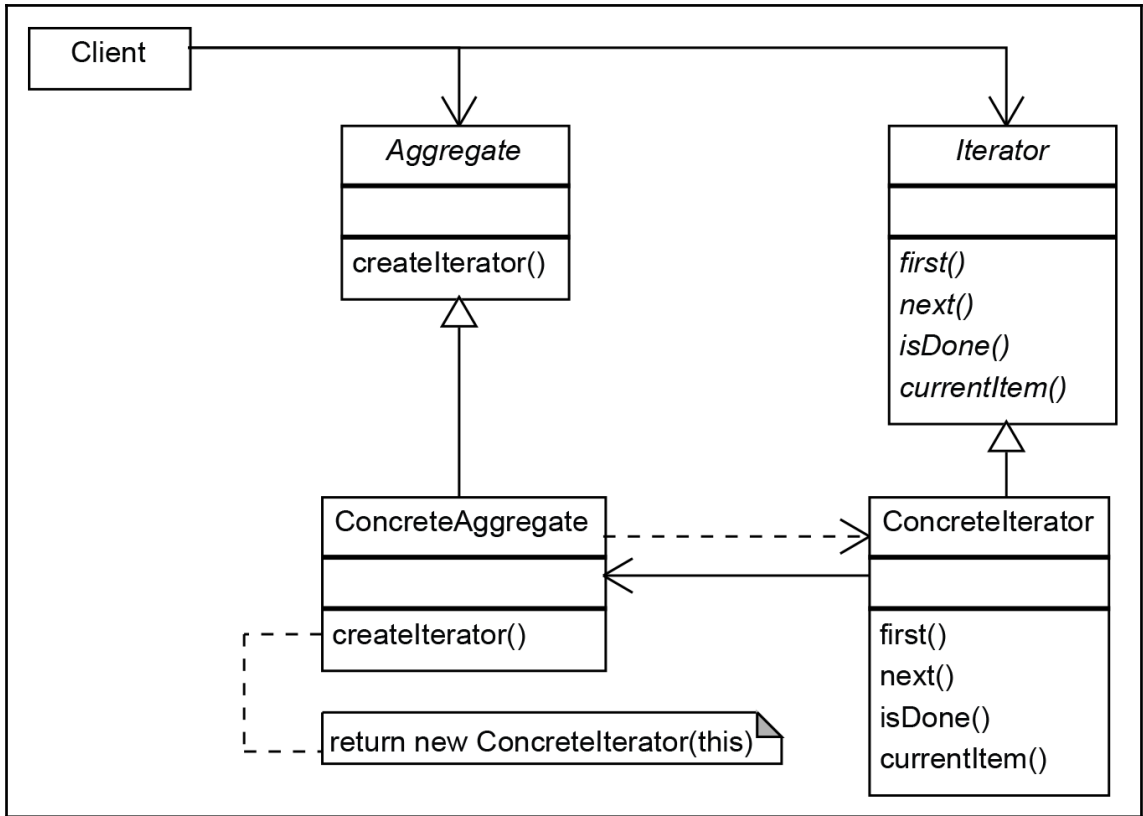 Client
Aggregate
createIterator()
Iterator
first()
next()
isDone()
currentItem()
ConcreteAggregate
createIterator()
return new ConcreteIterator(this)
ConcreteIterator
first()
next()
isDone()
currentItem()